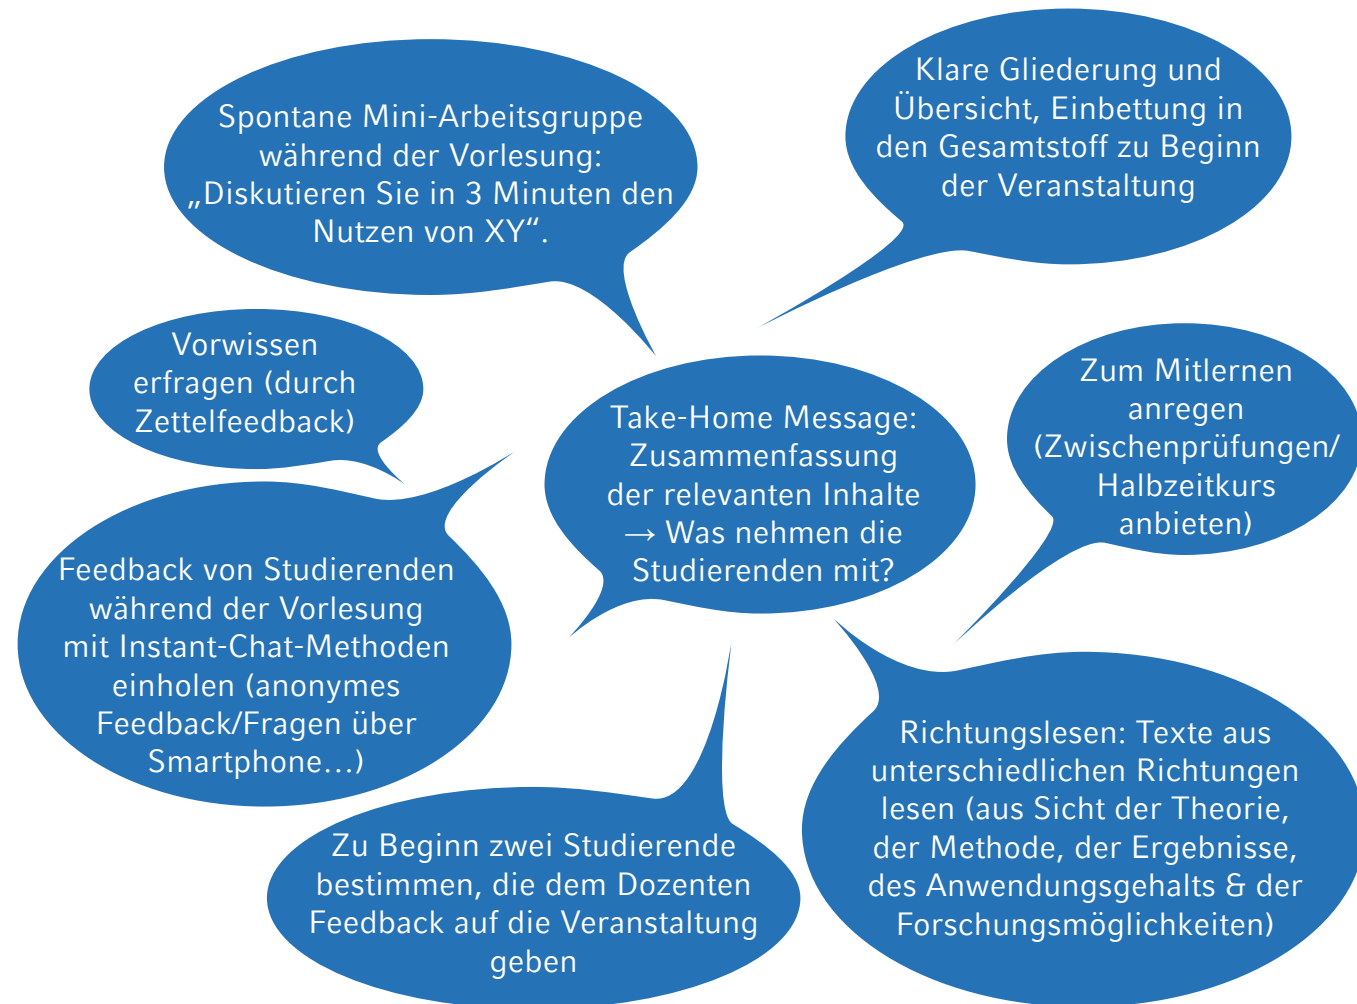 Spontane Mini-Arbeitsgruppe
während der Vorlesung:
„Diskutieren Sie in 3 Minuten den
Nutzen von XY“.
Klare Gliederung und
Übersicht, Einbettung in
den Gesamtstoff zu Beginn
der Veranstaltung
Vorwissen
erfragen (durch
Zettelfeedback)
Take-Home Message:
Zusammenfassung
der relevanten Inhalte
→ Was nehmen die
Studierenden mit?
Zum Mitlernen
anregen
(Zwischenprüfungen/
Halbzeitkurs
anbieten)
Feedback von Studierenden
während der Vorlesung
mit Instant-Chat-Methoden
einholen (anonymes
Feedback/Fragen über
Smartphone…)
Zu Beginn zwei Studierende
bestimmen, die dem Dozenten
Feedback auf die Veranstaltung
geben
Richtungslesen: Texte aus
unterschiedlichen Richtungen
lesen (aus Sicht der Theorie,
der Methode, der Ergebnisse,
des Anwendungsgehalts & der
Forschungsmöglichkeiten)